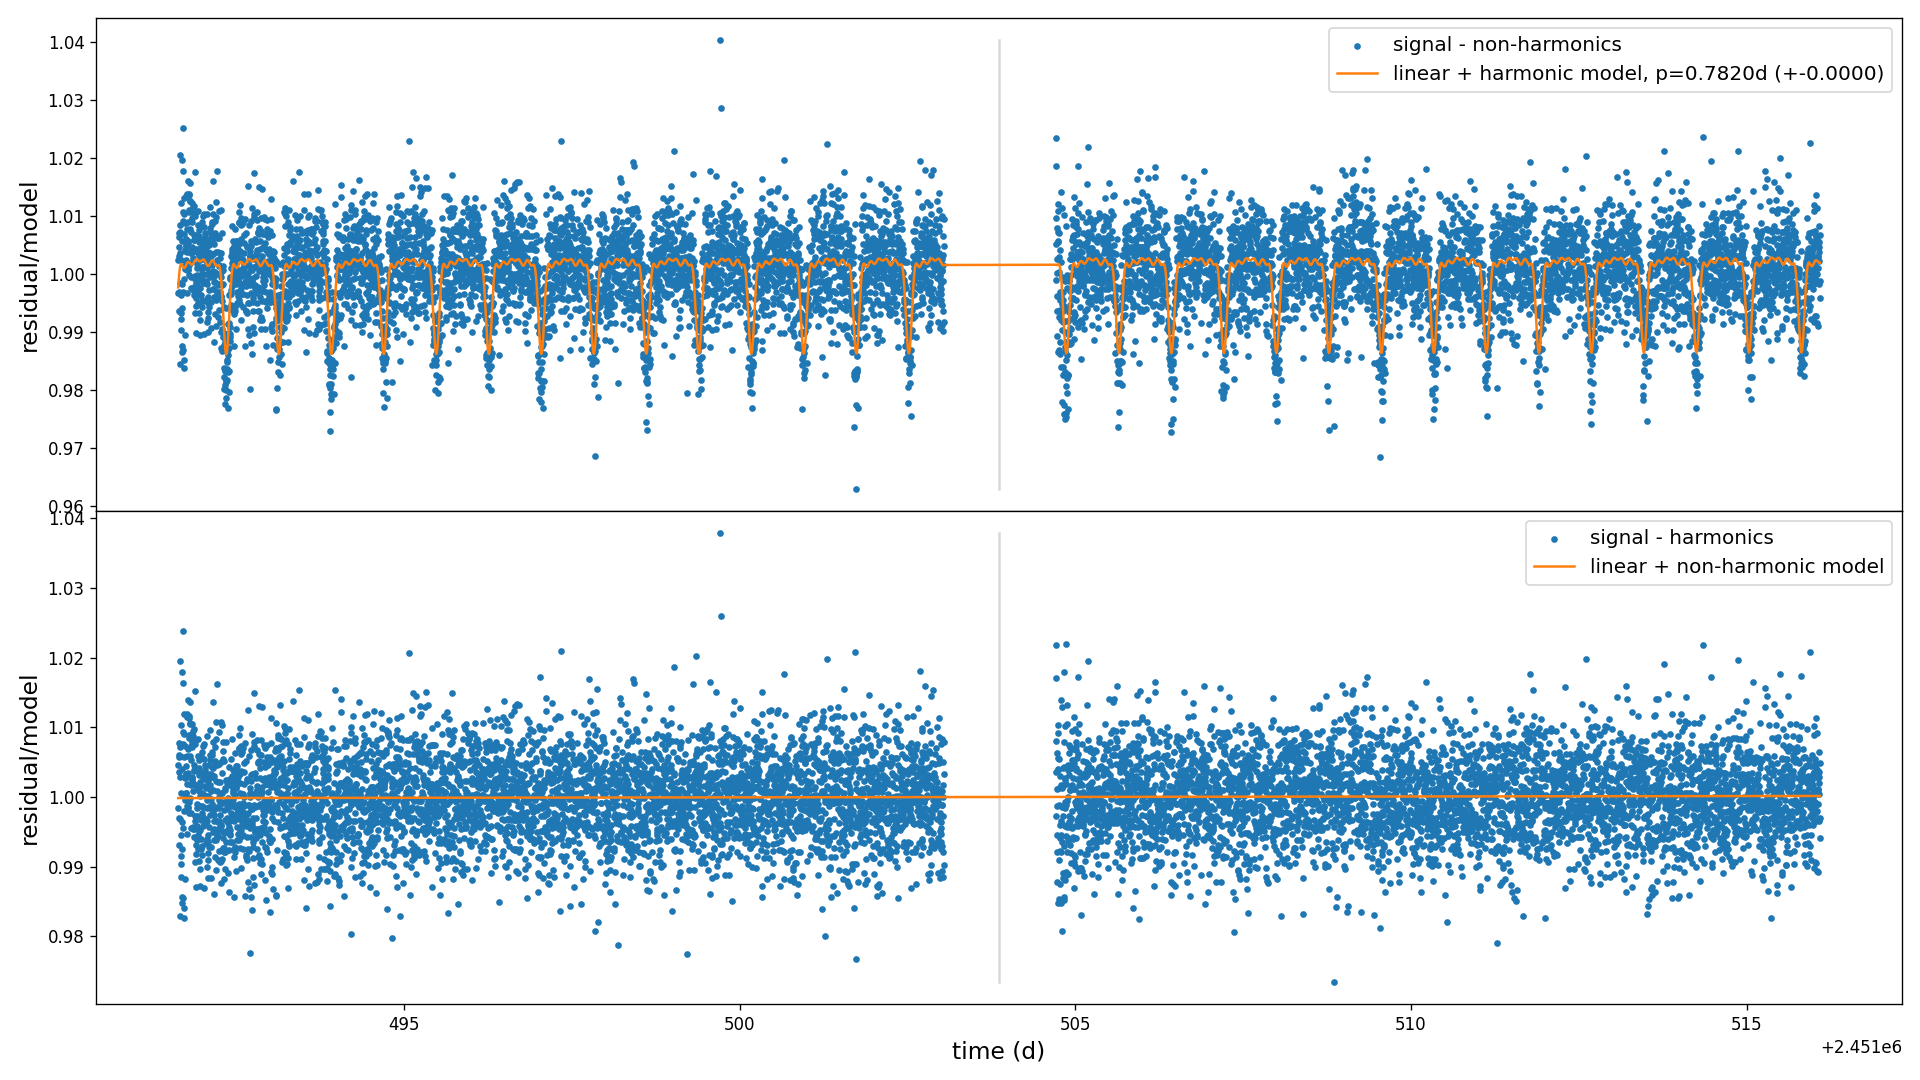 1.04
1.03
1.02
1.01
1.00
0.99
0.98
0.97
0.96
residual/model
signal - non-harmonics
linear + harmonic model, p=0.7820d (+-0.0000)
1.04
1.03
1.02
1.01
1.00
0.99
0.98
residual/model
signal - harmonics
linear + non-harmonic model
495
500
505
510
515
time (d)
+2.451e6